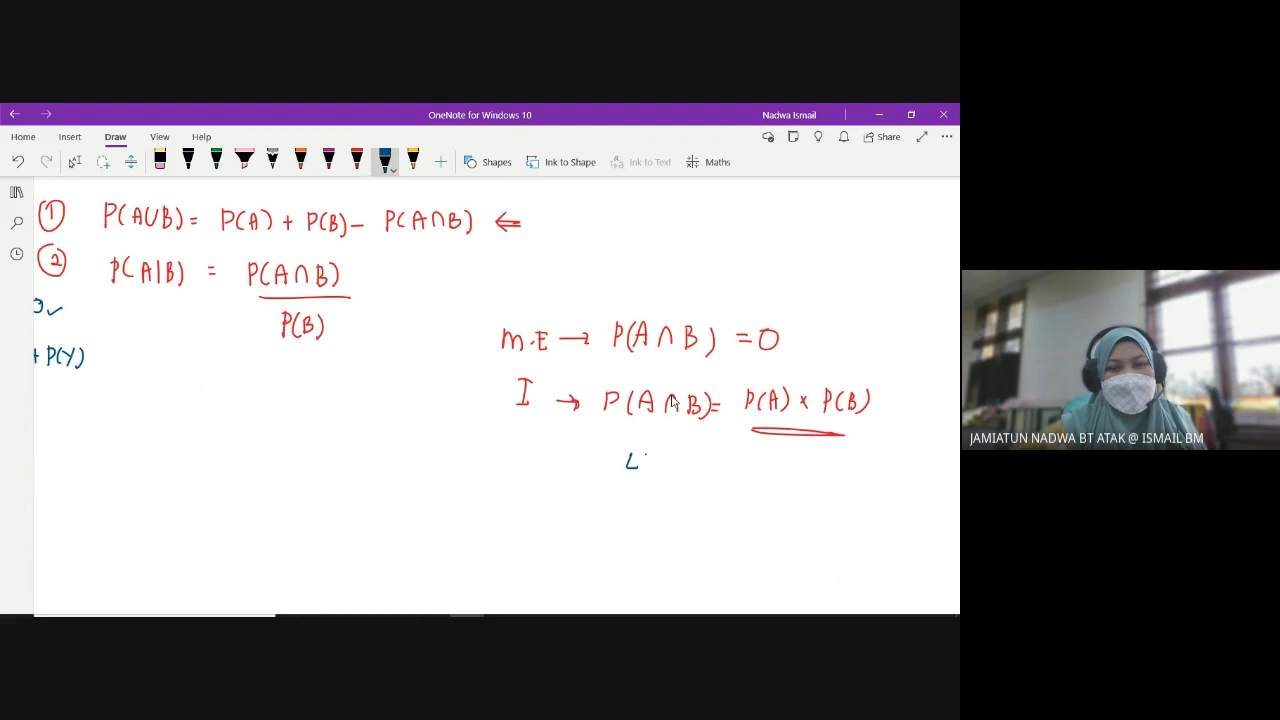 OneNote for Windows 10
Nadwa Ismail
Home Insert Draw View Help
Share
Shapes Ink to Shape Ink to Text Maths
① P(A∪B) = P(A) + P(B) − P(A∩B) ⇐
② P(A|B) = P(A∩B)
P(B)
+ P(Y)
M.E → P(A∩B) = 0
I → P(A∩B) = P(A) × P(B)
JAMIATUN NADWA BT ATAK @ ISMAIL BM